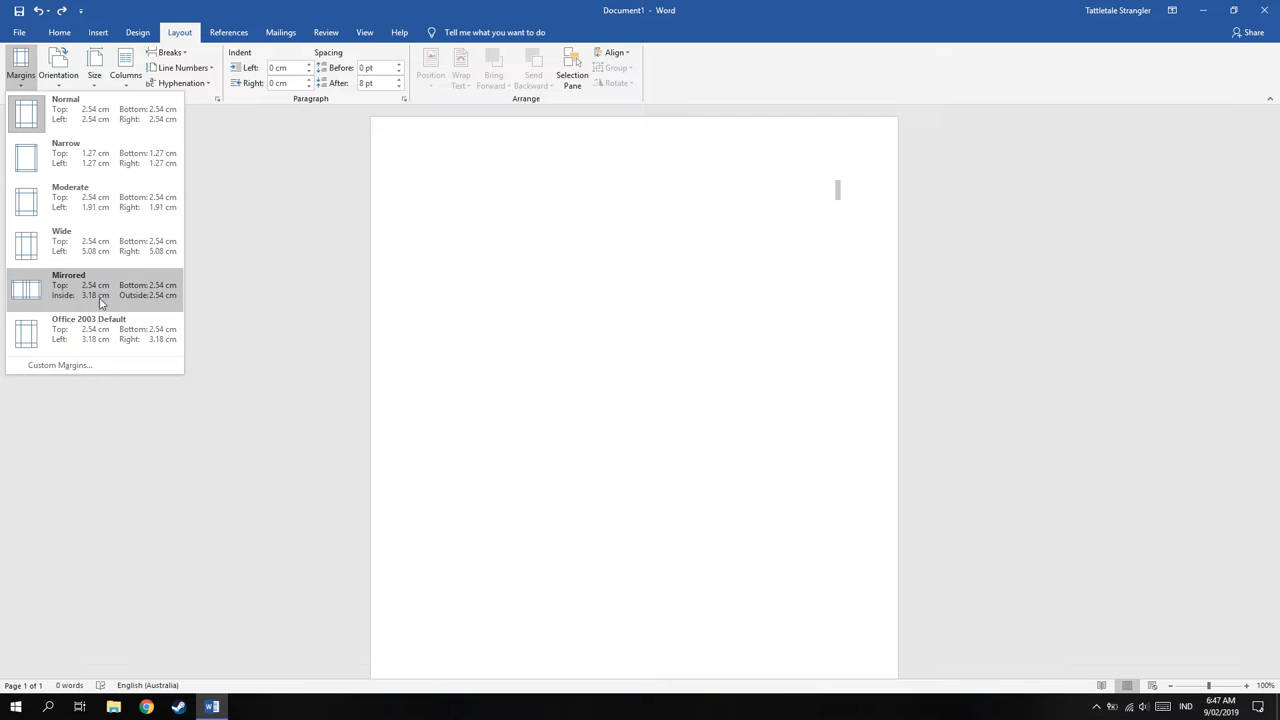 Document1 - Word
Tattletale Strangler
File Home Insert Design Layout References Mailings Review View Help Tell me what you want to do Share
Margins Orientation Size Columns
Breaks
Line Numbers
Hyphenation
Indent Spacing
Left: 0 cm Before: 0 pt
Right: 0 cm After: 8 pt
Paragraph
Position Wrap Text Bring Forward Send Backward Selection Pane
Align
Group
Rotate
Arrange
Normal
Top: 2.54 cm Bottom: 2.54 cm
Left: 2.54 cm Right: 2.54 cm
Narrow
Top: 1.27 cm Bottom: 1.27 cm
Left: 1.27 cm Right: 1.27 cm
Moderate
Top: 2.54 cm Bottom: 2.54 cm
Left: 1.91 cm Right: 1.91 cm
Wide
Top: 2.54 cm Bottom: 2.54 cm
Left: 5.08 cm Right: 5.08 cm
Mirrored
Top: 2.54 cm Bottom: 2.54 cm
Inside: 3.18 cm Outside: 2.54 cm
Office 2003 Default
Top: 2.54 cm Bottom: 2.54 cm
Left: 3.18 cm Right: 3.18 cm
Custom Margins...
Page 1 of 1 0 words English (Australia) 100%
IND
6:47 AM
9/02/2019